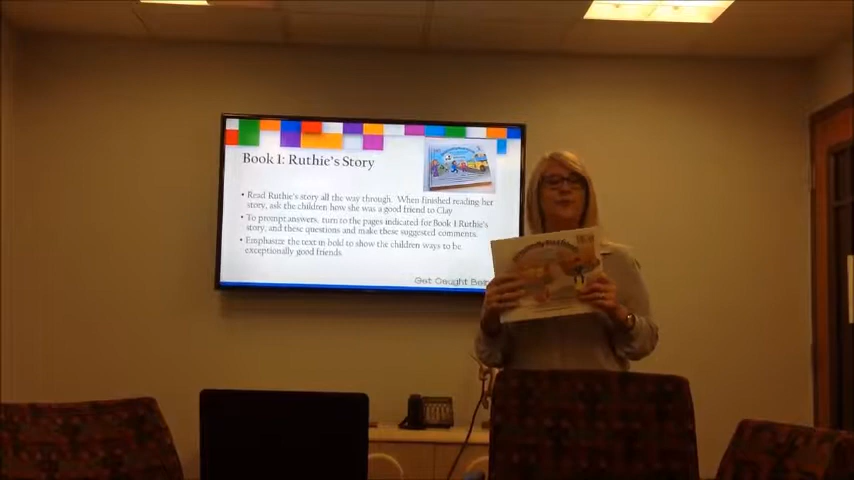 Book 1: Ruthie's Story
• Read Ruthie's story all the way through. When finished reading her
story, ask the children how she was a good friend to Clay
• To prompt answers, turn to the pages indicated for Book 1 Ruthie's
story, and these questions and make these suggested comments.
• Emphasize the text in bold to show the children ways to be
exceptionally good friends.
Get Caught Bein